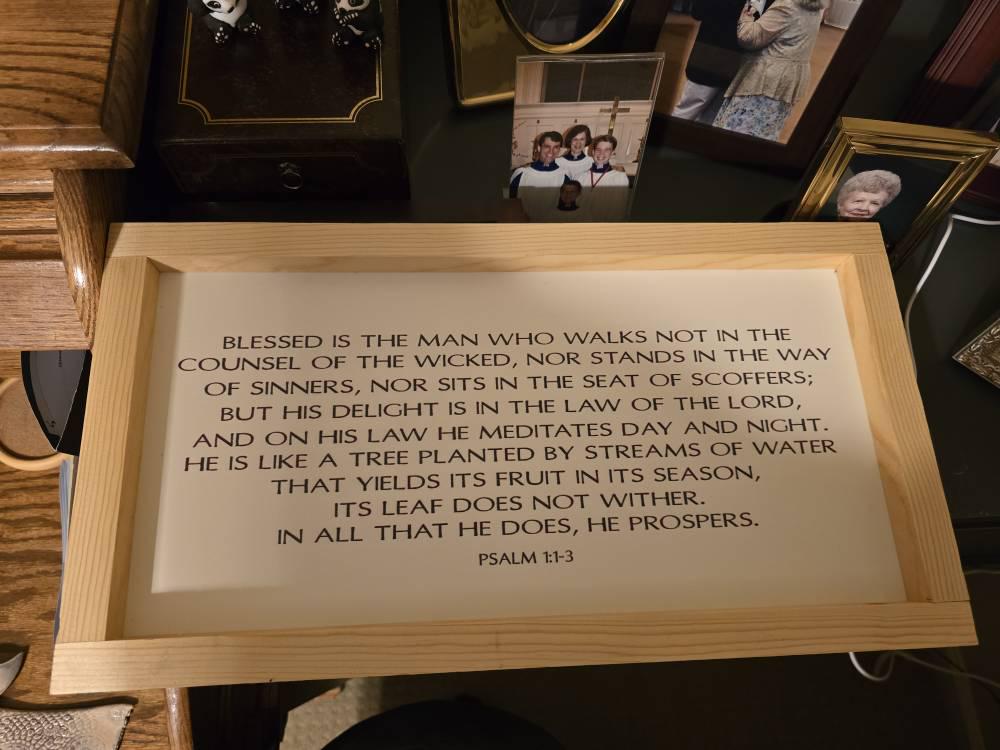 BLESSED IS THE MAN WHO WALKS NOT IN THE
COUNSEL OF THE WICKED, NOR STANDS IN THE WAY
OF SINNERS, NOR SITS IN THE SEAT OF SCOFFERS;
BUT HIS DELIGHT IS IN THE LAW OF THE LORD,
AND ON HIS LAW HE MEDITATES DAY AND NIGHT.
HE IS LIKE A TREE PLANTED BY STREAMS OF WATER
THAT YIELDS ITS FRUIT IN ITS SEASON,
ITS LEAF DOES NOT WITHER.
IN ALL THAT HE DOES, HE PROSPERS.
PSALM 1:1-3